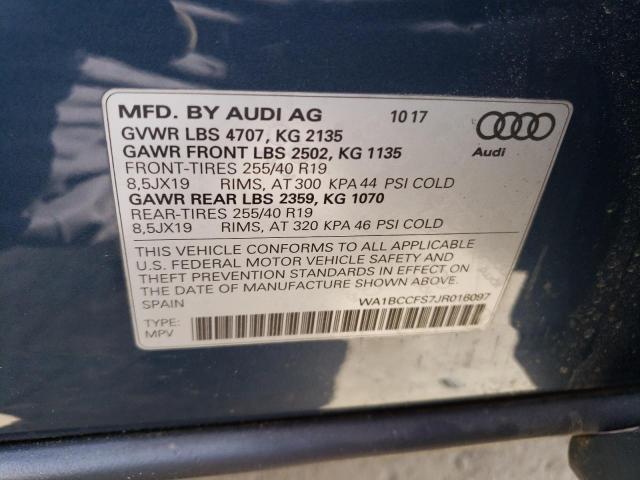 MFD. BY AUDI AG 10 17
GVWR LBS 4707, KG 2135
GAWR FRONT LBS 2502, KG 1135
FRONT-TIRES 255/40 R19
8,5JX19 RIMS, AT 300 KPA 44 PSI COLD
GAWR REAR LBS 2359, KG 1070
REAR-TIRES 255/40 R19
8,5JX19 RIMS, AT 320 KPA 46 PSI COLD
Audi
THIS VEHICLE CONFORMS TO ALL APPLICABLE
U.S. FEDERAL MOTOR VEHICLE SAFETY AND
THEFT PREVENTION STANDARDS IN EFFECT ON
THE DATE OF MANUFACTURE SHOWN ABOVE.
SPAIN WA1BCCFS7JR016097
TYPE:
MPV